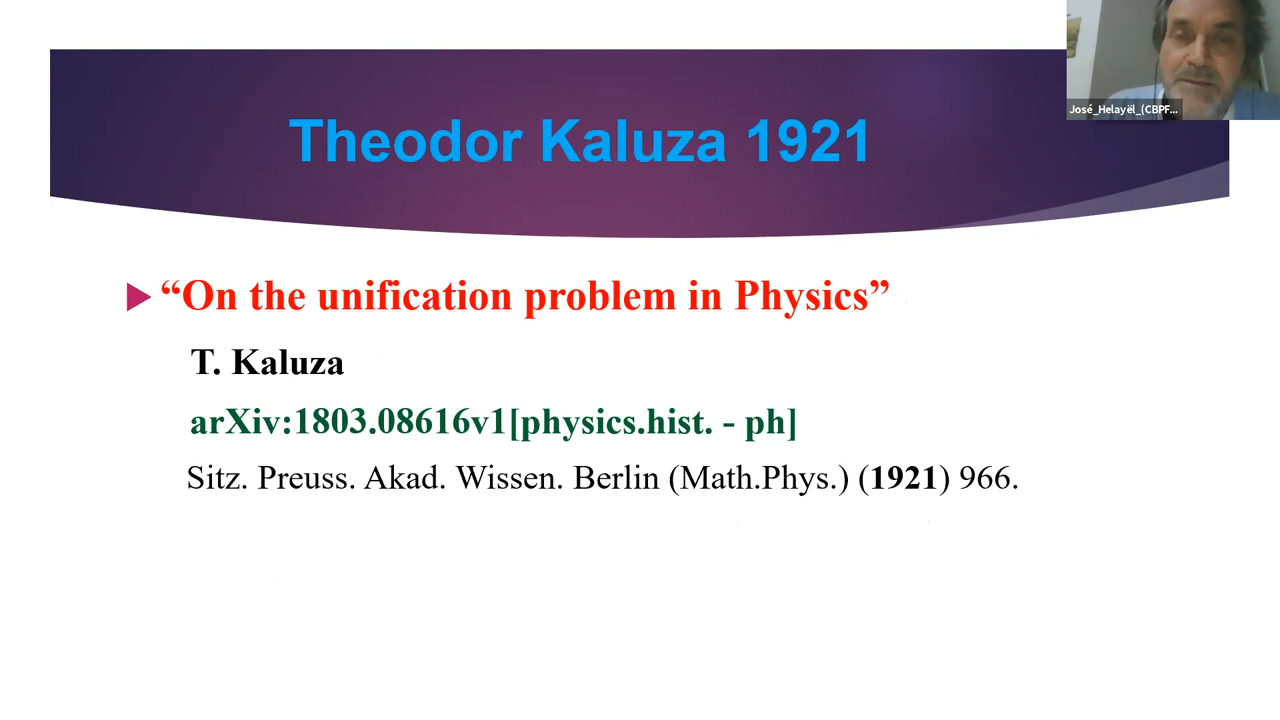 José_Helayël_(CBPF...
Theodor Kaluza 1921
“On the unification problem in Physics”
T. Kaluza
arXiv:1803.08616v1[physics.hist. - ph]
Sitz. Preuss. Akad. Wissen. Berlin (Math.Phys.) (1921) 966.